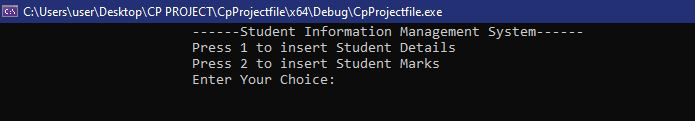 C:\Users\user\Desktop\CP PROJECT\CpProjectfile\x64\Debug\CpProjectfile.exe
------Student Information Management System------
Press 1 to insert Student Details
Press 2 to insert Student Marks
Enter Your Choice: